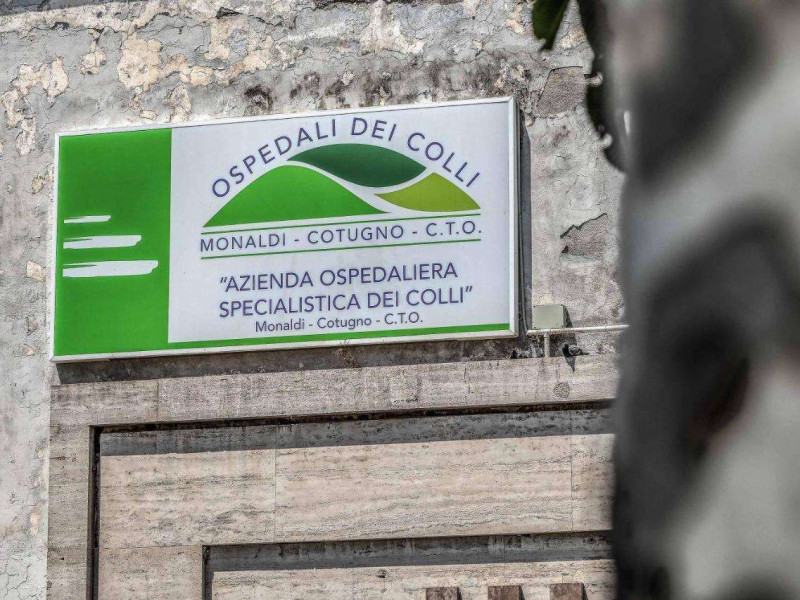 OSPEDALI DEI COLLI
MONALDI - COTUGNO - C.T.O.
"AZIENDA OSPEDALIERA
SPECIALISTICA DEI COLLI"
Monaldi - Cotugno - C.T.O.